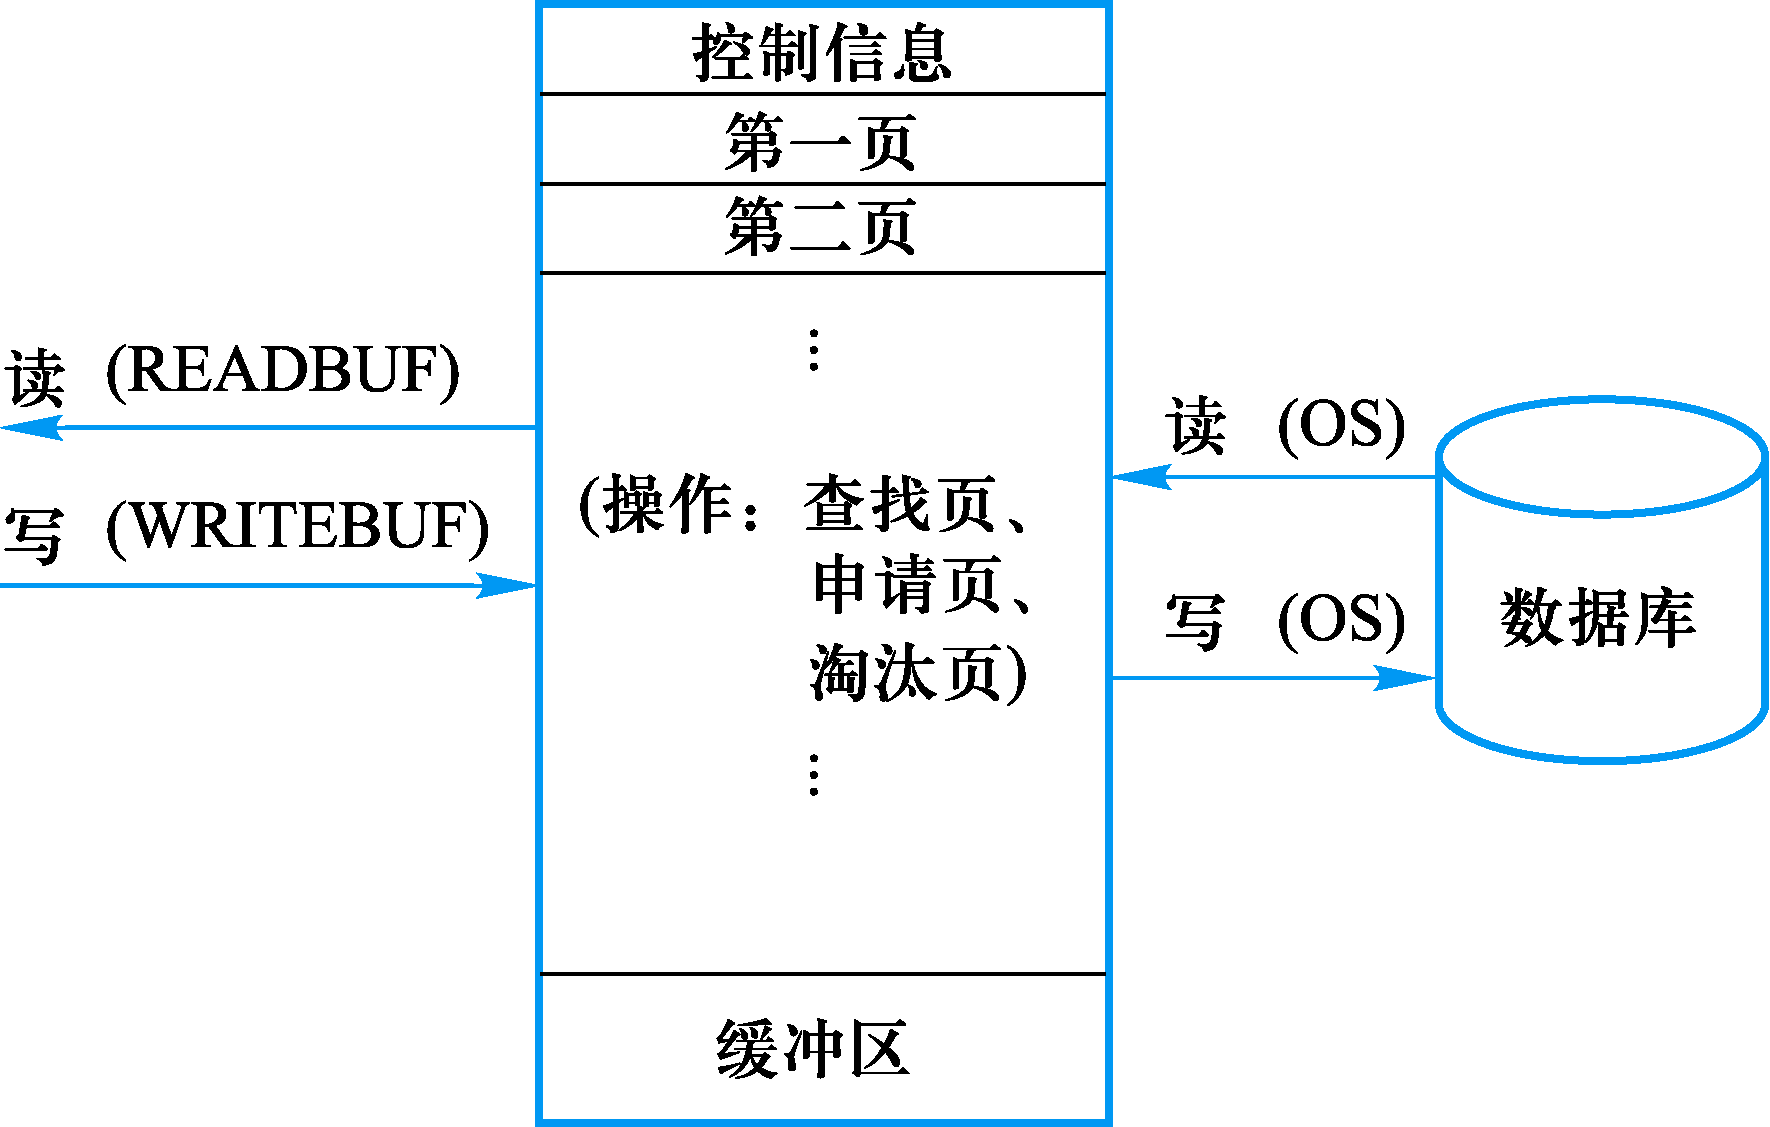 控制信息
第一页
第二页
⋮
读 (READBUF)
写 (WRITEBUF)
(操作：查找页、
申请页、
淘汰页)
⋮
缓冲区
读 (OS)
写 (OS)
数据库